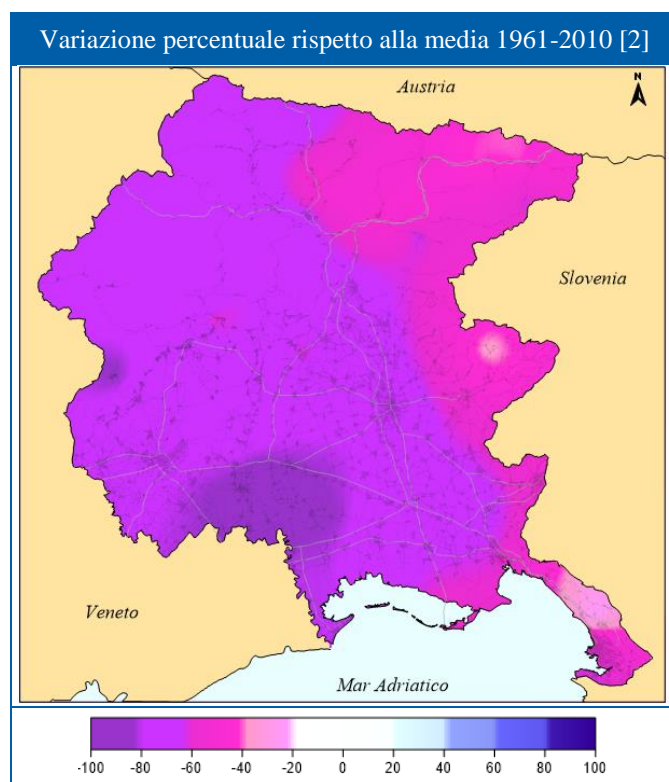 Variazione percentuale rispetto alla media 1961-2010 [2]
Austria
N
Slovenia
Veneto
Mar Adriatico
-100 -80 -60 -40 -20 0 20 40 60 80 100